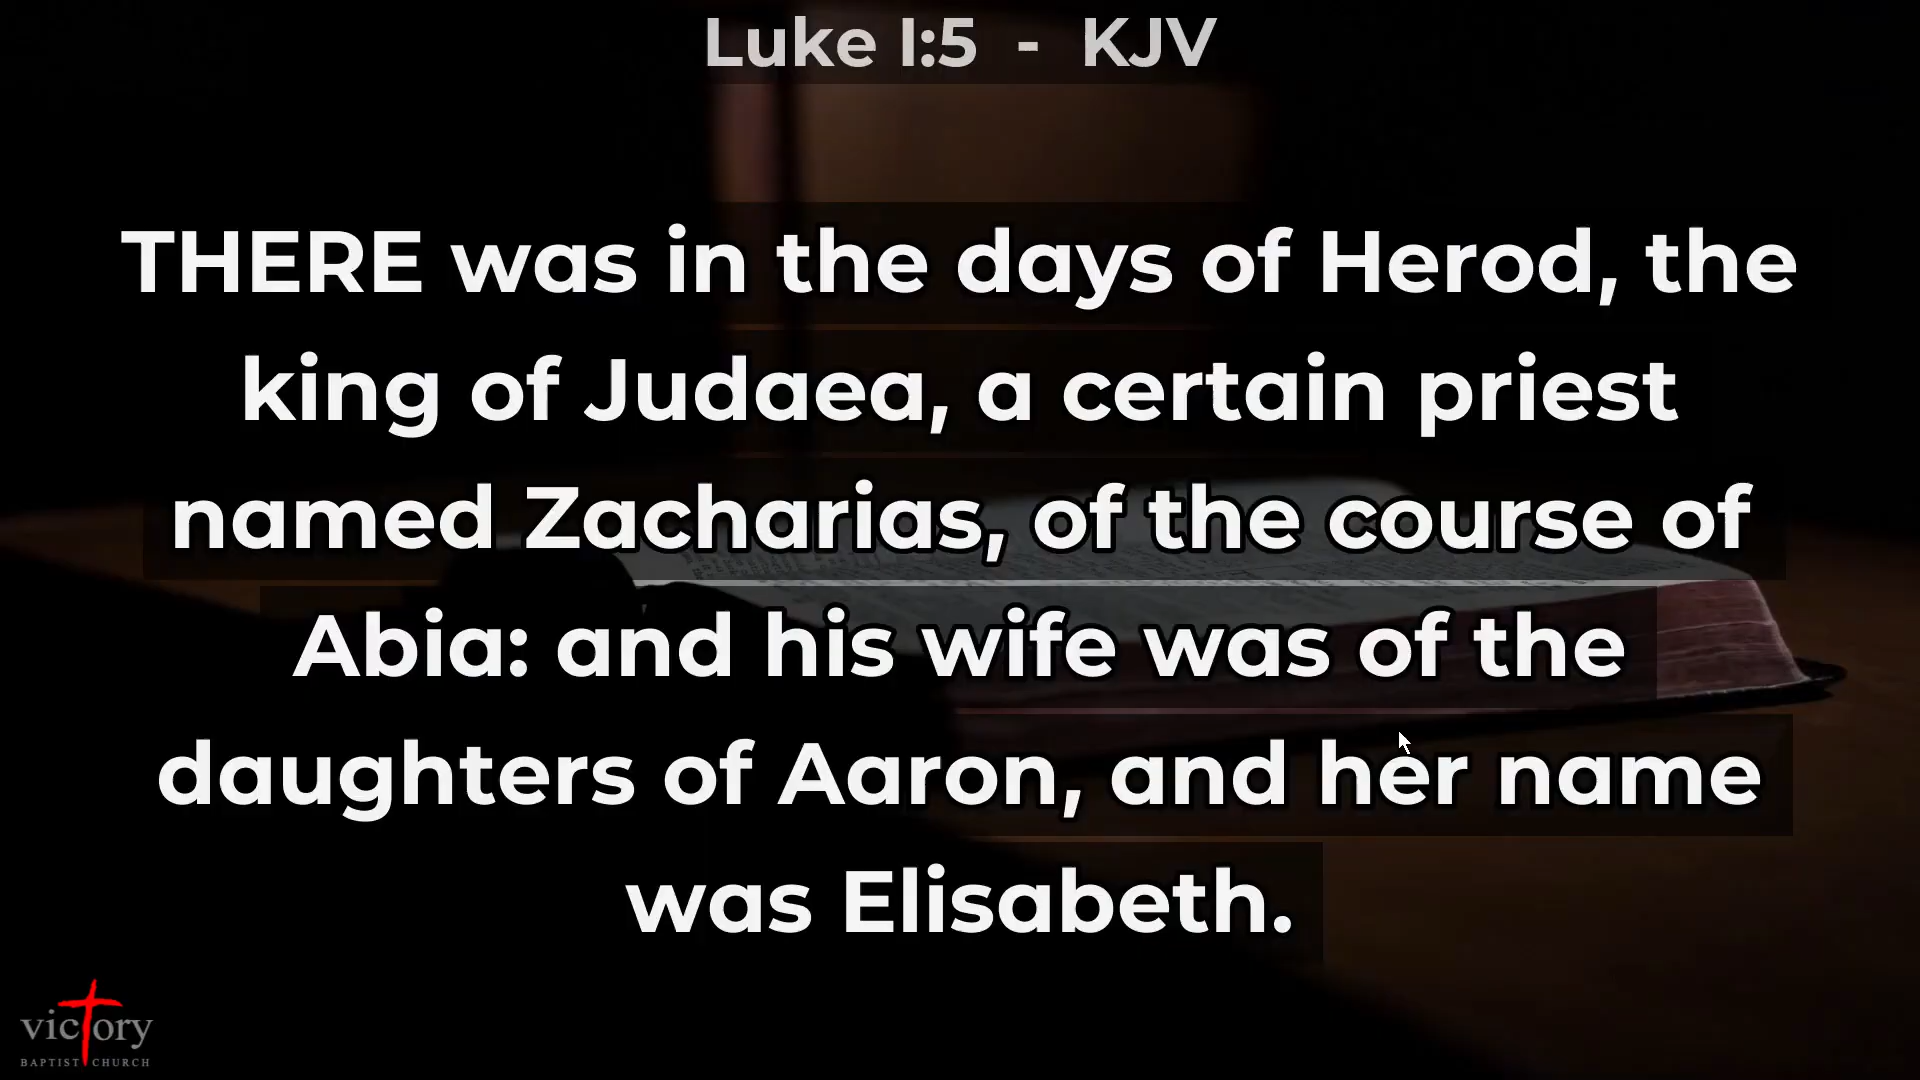 Luke 1:5 - KJV
THERE was in the days of Herod, the
king of Judaea, a certain priest
named Zacharias, of the course of
Abia: and his wife was of the
daughters of Aaron, and her name
was Elisabeth.
victory
BAPTIST CHURCH